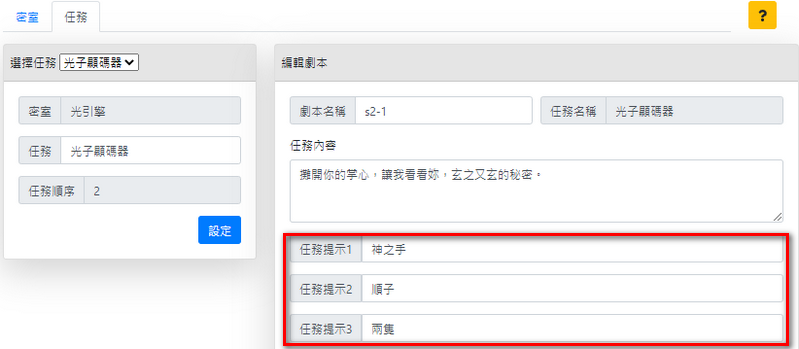 密室 任務 ?
選擇任務 光子顯碼器
密室 光引擎
任務 光子顯碼器
任務順序 2
設定
編輯劇本
劇本名稱 s2-1 任務名稱 光子顯碼器
任務內容
攤開你的掌心，讓我看看妳，玄之又玄的秘密。
任務提示1 神之手
任務提示2 順子
任務提示3 兩隻